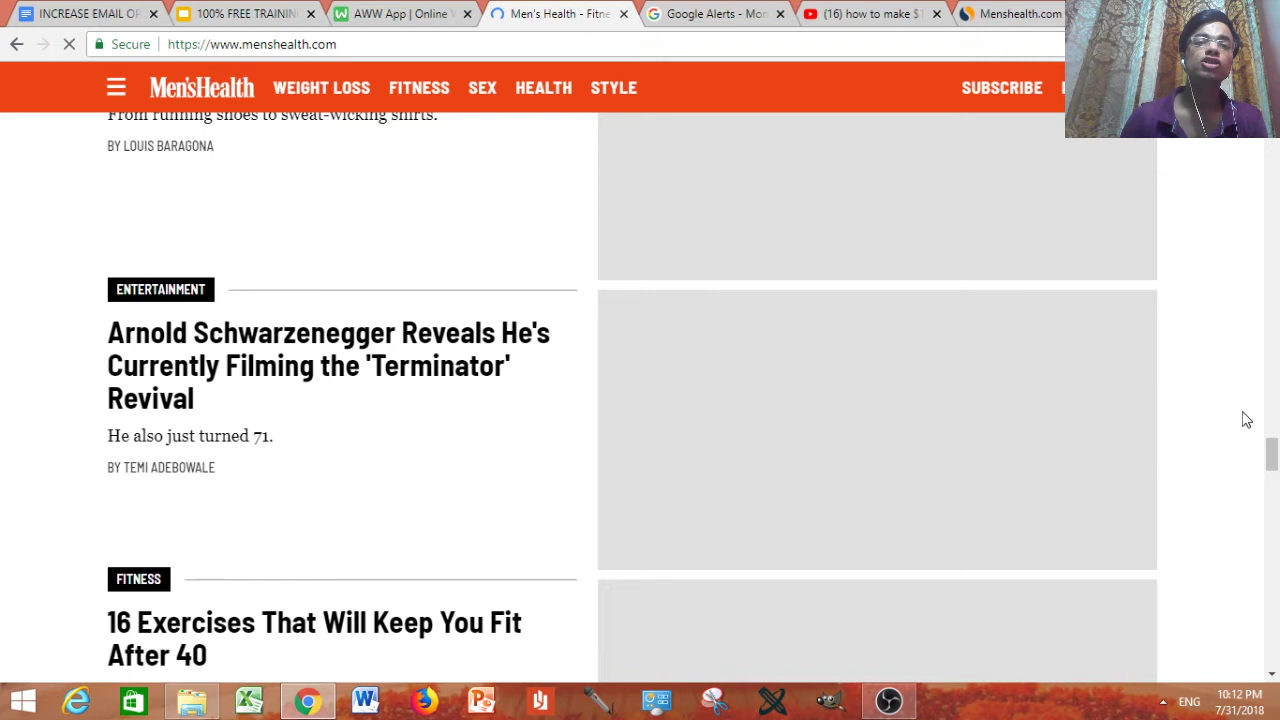 INCREASE EMAIL OP
100% FREE TRAININ
AWW App | Online W
Men's Health - Fitne
Google Alerts - Mon
(16) how to make $1
Menshealth.com
Secure
https://www.menshealth.com
Men'sHealth
WEIGHT LOSS
FITNESS
SEX
HEALTH
STYLE
SUBSCRIBE
From running shoes to sweat-wicking shirts.
BY LOUIS BARAGONA
ENTERTAINMENT
Arnold Schwarzenegger Reveals He's
Currently Filming the 'Terminator'
Revival
He also just turned 71.
BY TEMI ADEBOWALE
FITNESS
16 Exercises That Will Keep You Fit
After 40
ENG
10:12 PM
7/31/2018